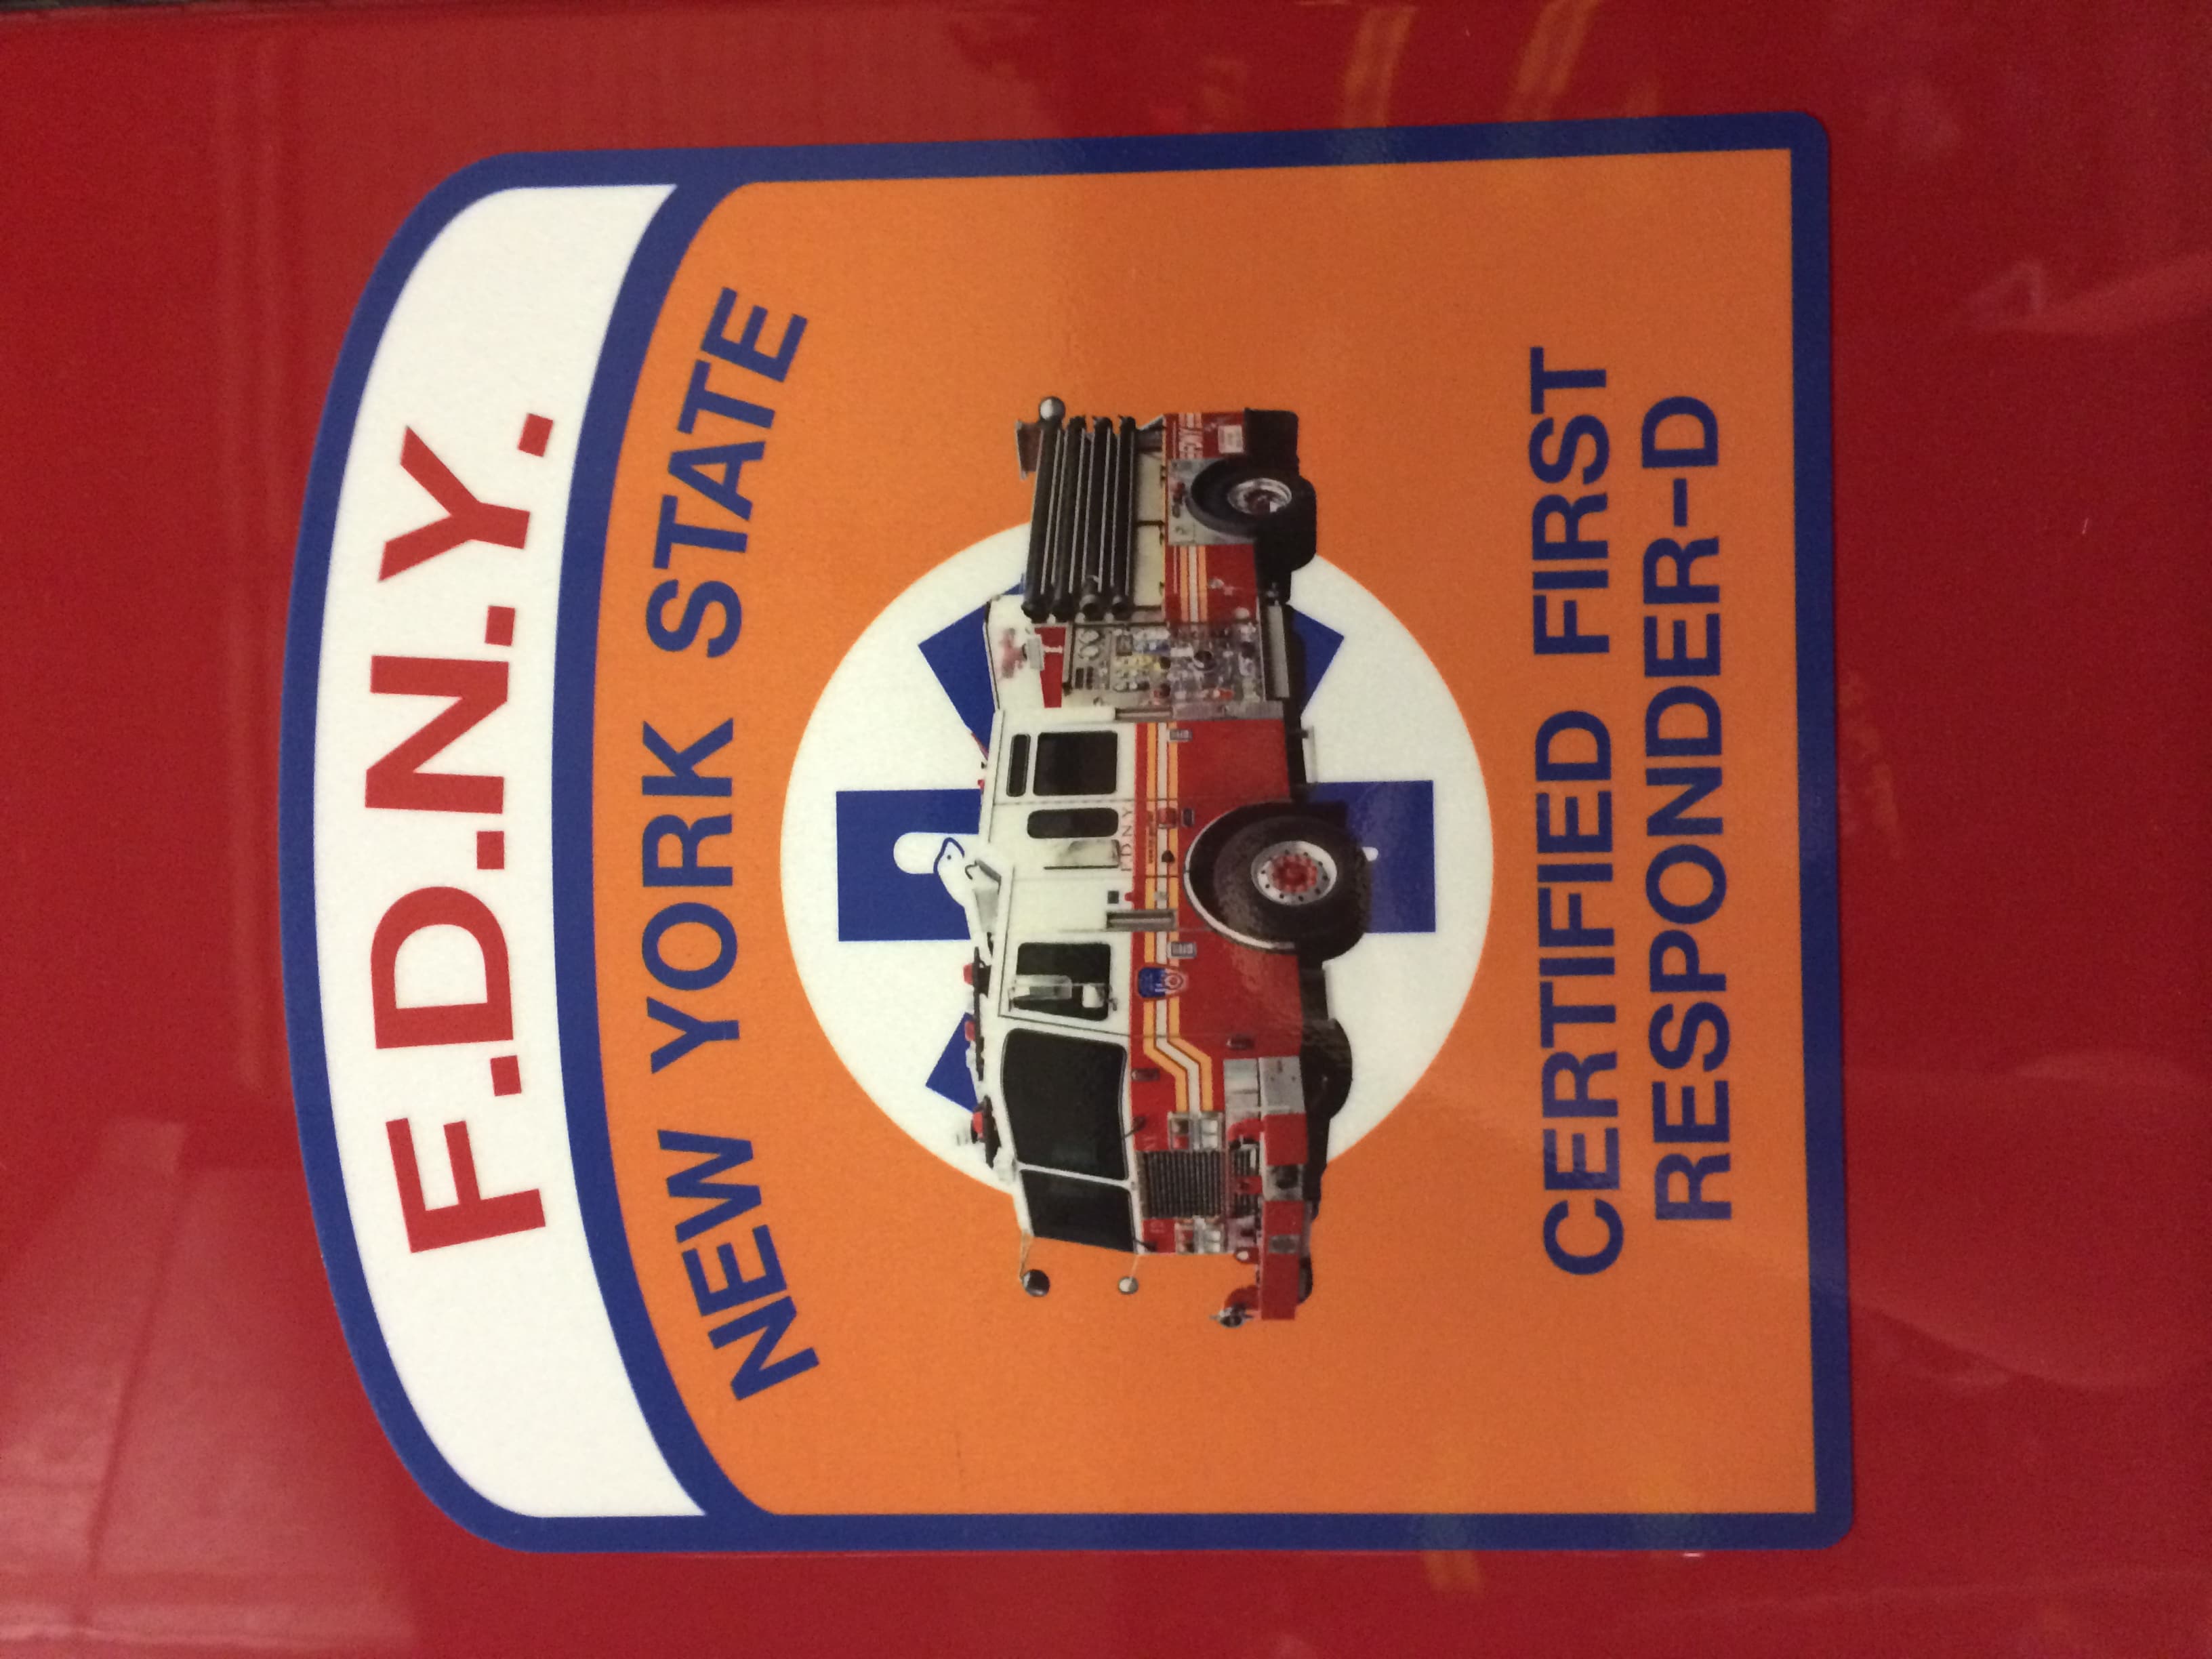 F.D.N.Y.
NEW YORK STATE
F.D.N.Y.
CERTIFIED FIRST
RESPONDER-D